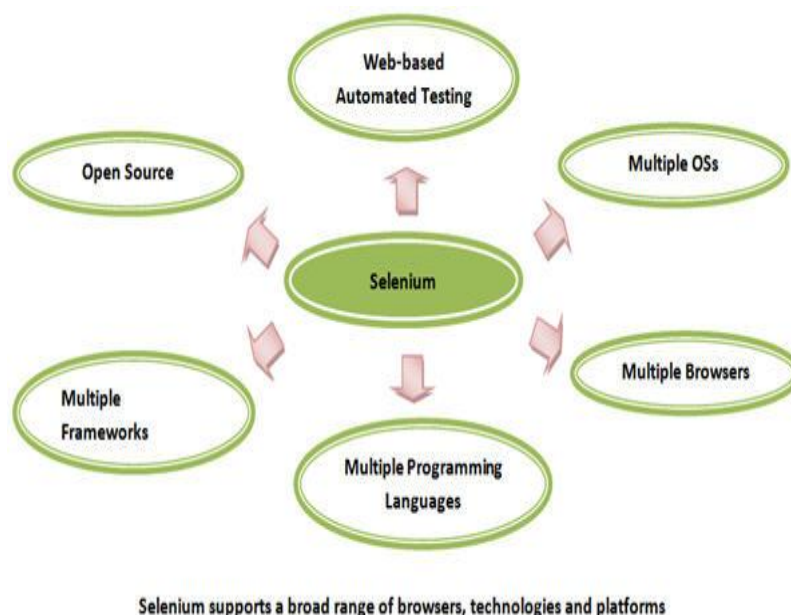 Web-based
Automated Testing
Open Source
Multiple OSs
Selenium
Multiple
Frameworks
Multiple Browsers
Multiple Programming
Languages
Selenium supports a broad range of browsers, technologies and platforms